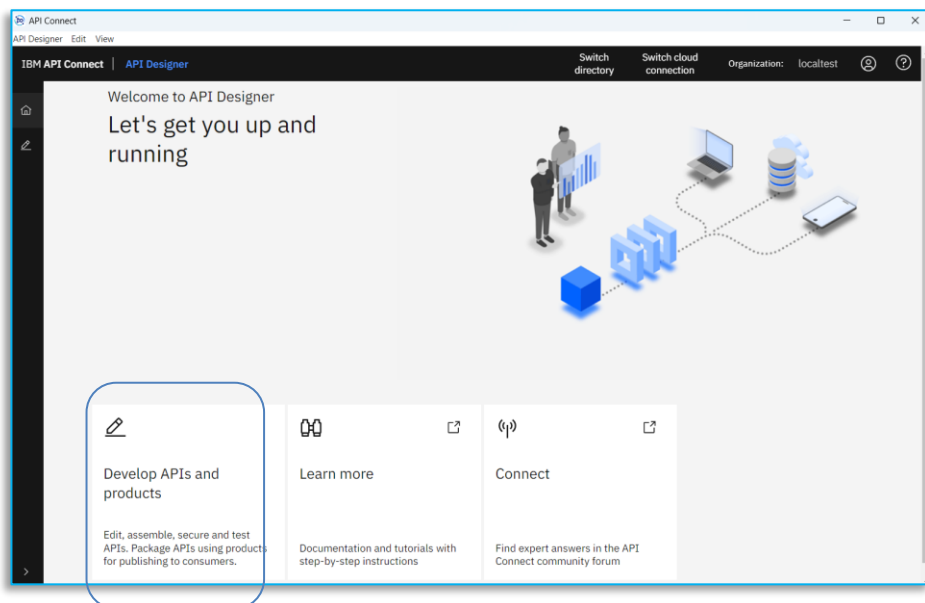 API Connect
API Designer Edit View
IBM API Connect | API Designer
Switch directory
Switch cloud connection
Organization: localtest
Welcome to API Designer
Let's get you up and
running
Develop APIs and
products
Edit, assemble, secure and test
APIs. Package APIs using products
for publishing to consumers.
Learn more
Documentation and tutorials with
step-by-step instructions
Connect
Find expert answers in the API
Connect community forum